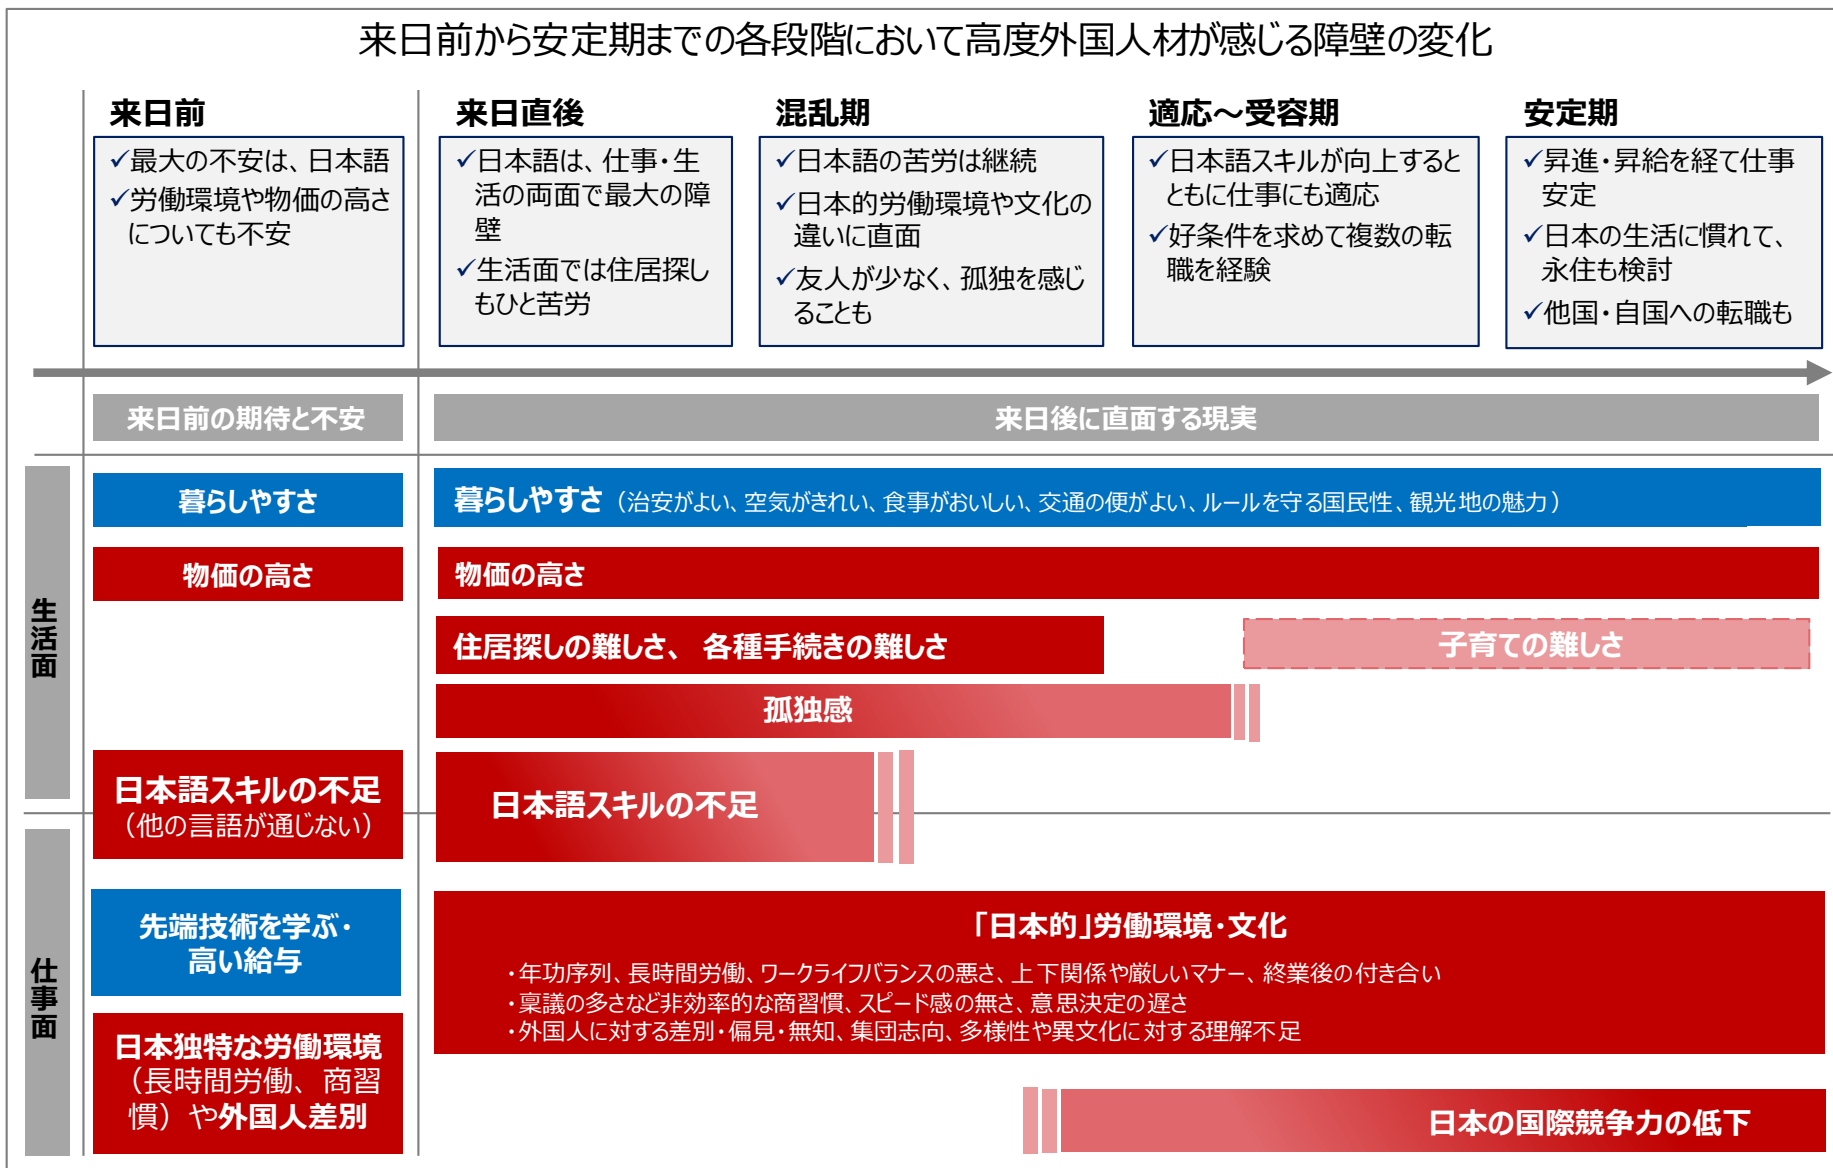 来日前から安定期までの各段階において高度外国人材が感じる障壁の変化
来日前
✓最大の不安は、日本語
✓労働環境や物価の高さ
についても不安
来日直後
✓日本語は、仕事・生
活の両面で最大の障
壁
✓生活面では住居探し
もひと苦労
混乱期
✓日本語の苦労は継続
✓日本的労働環境や文化の
違いに直面
✓友人が少なく、孤独を感じ
ることも
適応～受容期
✓日本語スキルが向上すると
ともに仕事にも適応
✓好条件を求めて複数の転
職を経験
安定期
✓昇進・昇給を経て仕事
安定
✓日本の生活に慣れて、
永住も検討
✓他国・自国への転職も
来日前の期待と不安
来日後に直面する現実
生活面
暮らしやすさ
暮らしやすさ（治安がよい、空気がきれい、食事がおいしい、交通の便がよい、ルールを守る国民性、観光地の魅力）
物価の高さ
物価の高さ
住居探しの難しさ、各種手続きの難しさ
子育ての難しさ
孤独感
日本語スキルの不足
（他の言語が通じない）
日本語スキルの不足
仕事面
先端技術を学ぶ・
高い給与
「日本的」労働環境・文化
・年功序列、長時間労働、ワークライフバランスの悪さ、上下関係や厳しいマナー、終業後の付き合い
・稟議の多さなど非効率的な商習慣、スピード感の無さ、意思決定の遅さ
・外国人に対する差別・偏見・無知、集団志向、多様性や異文化に対する理解不足
日本独特な労働環境
（長時間労働、商習
慣）や外国人差別
日本の国際競争力の低下